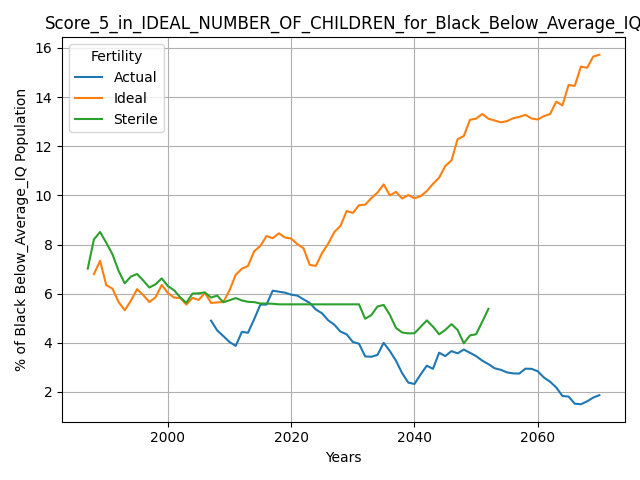 Score_5_in_IDEAL_NUMBER_OF_CHILDREN_for_Black_Below_Average_IQ
Fertility
Actual
Ideal
Sterile
16
14
12
10
8
6
4
2
% of Black Below_Average_IQ Population
2000
2020
2040
2060
Years